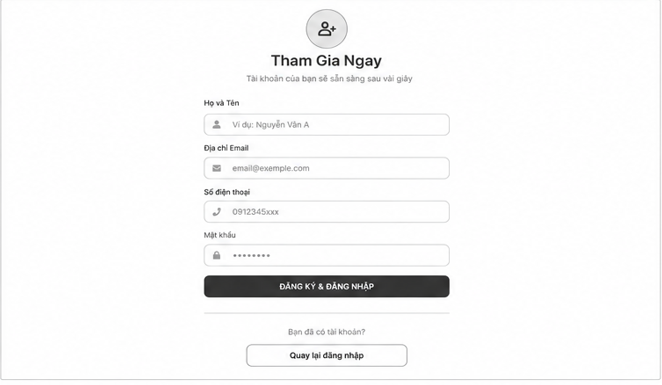 Tham Gia Ngay
Tài khoản của bạn sẽ sẵn sàng sau vài giây
Họ và Tên
Ví dụ: Nguyễn Văn A
Địa chỉ Email
email@exemple.com
Số điện thoại
0912345xxx
Mật khẩu
••••••••
ĐĂNG KÝ & ĐĂNG NHẬP
Bạn đã có tài khoản?
Quay lại đăng nhập